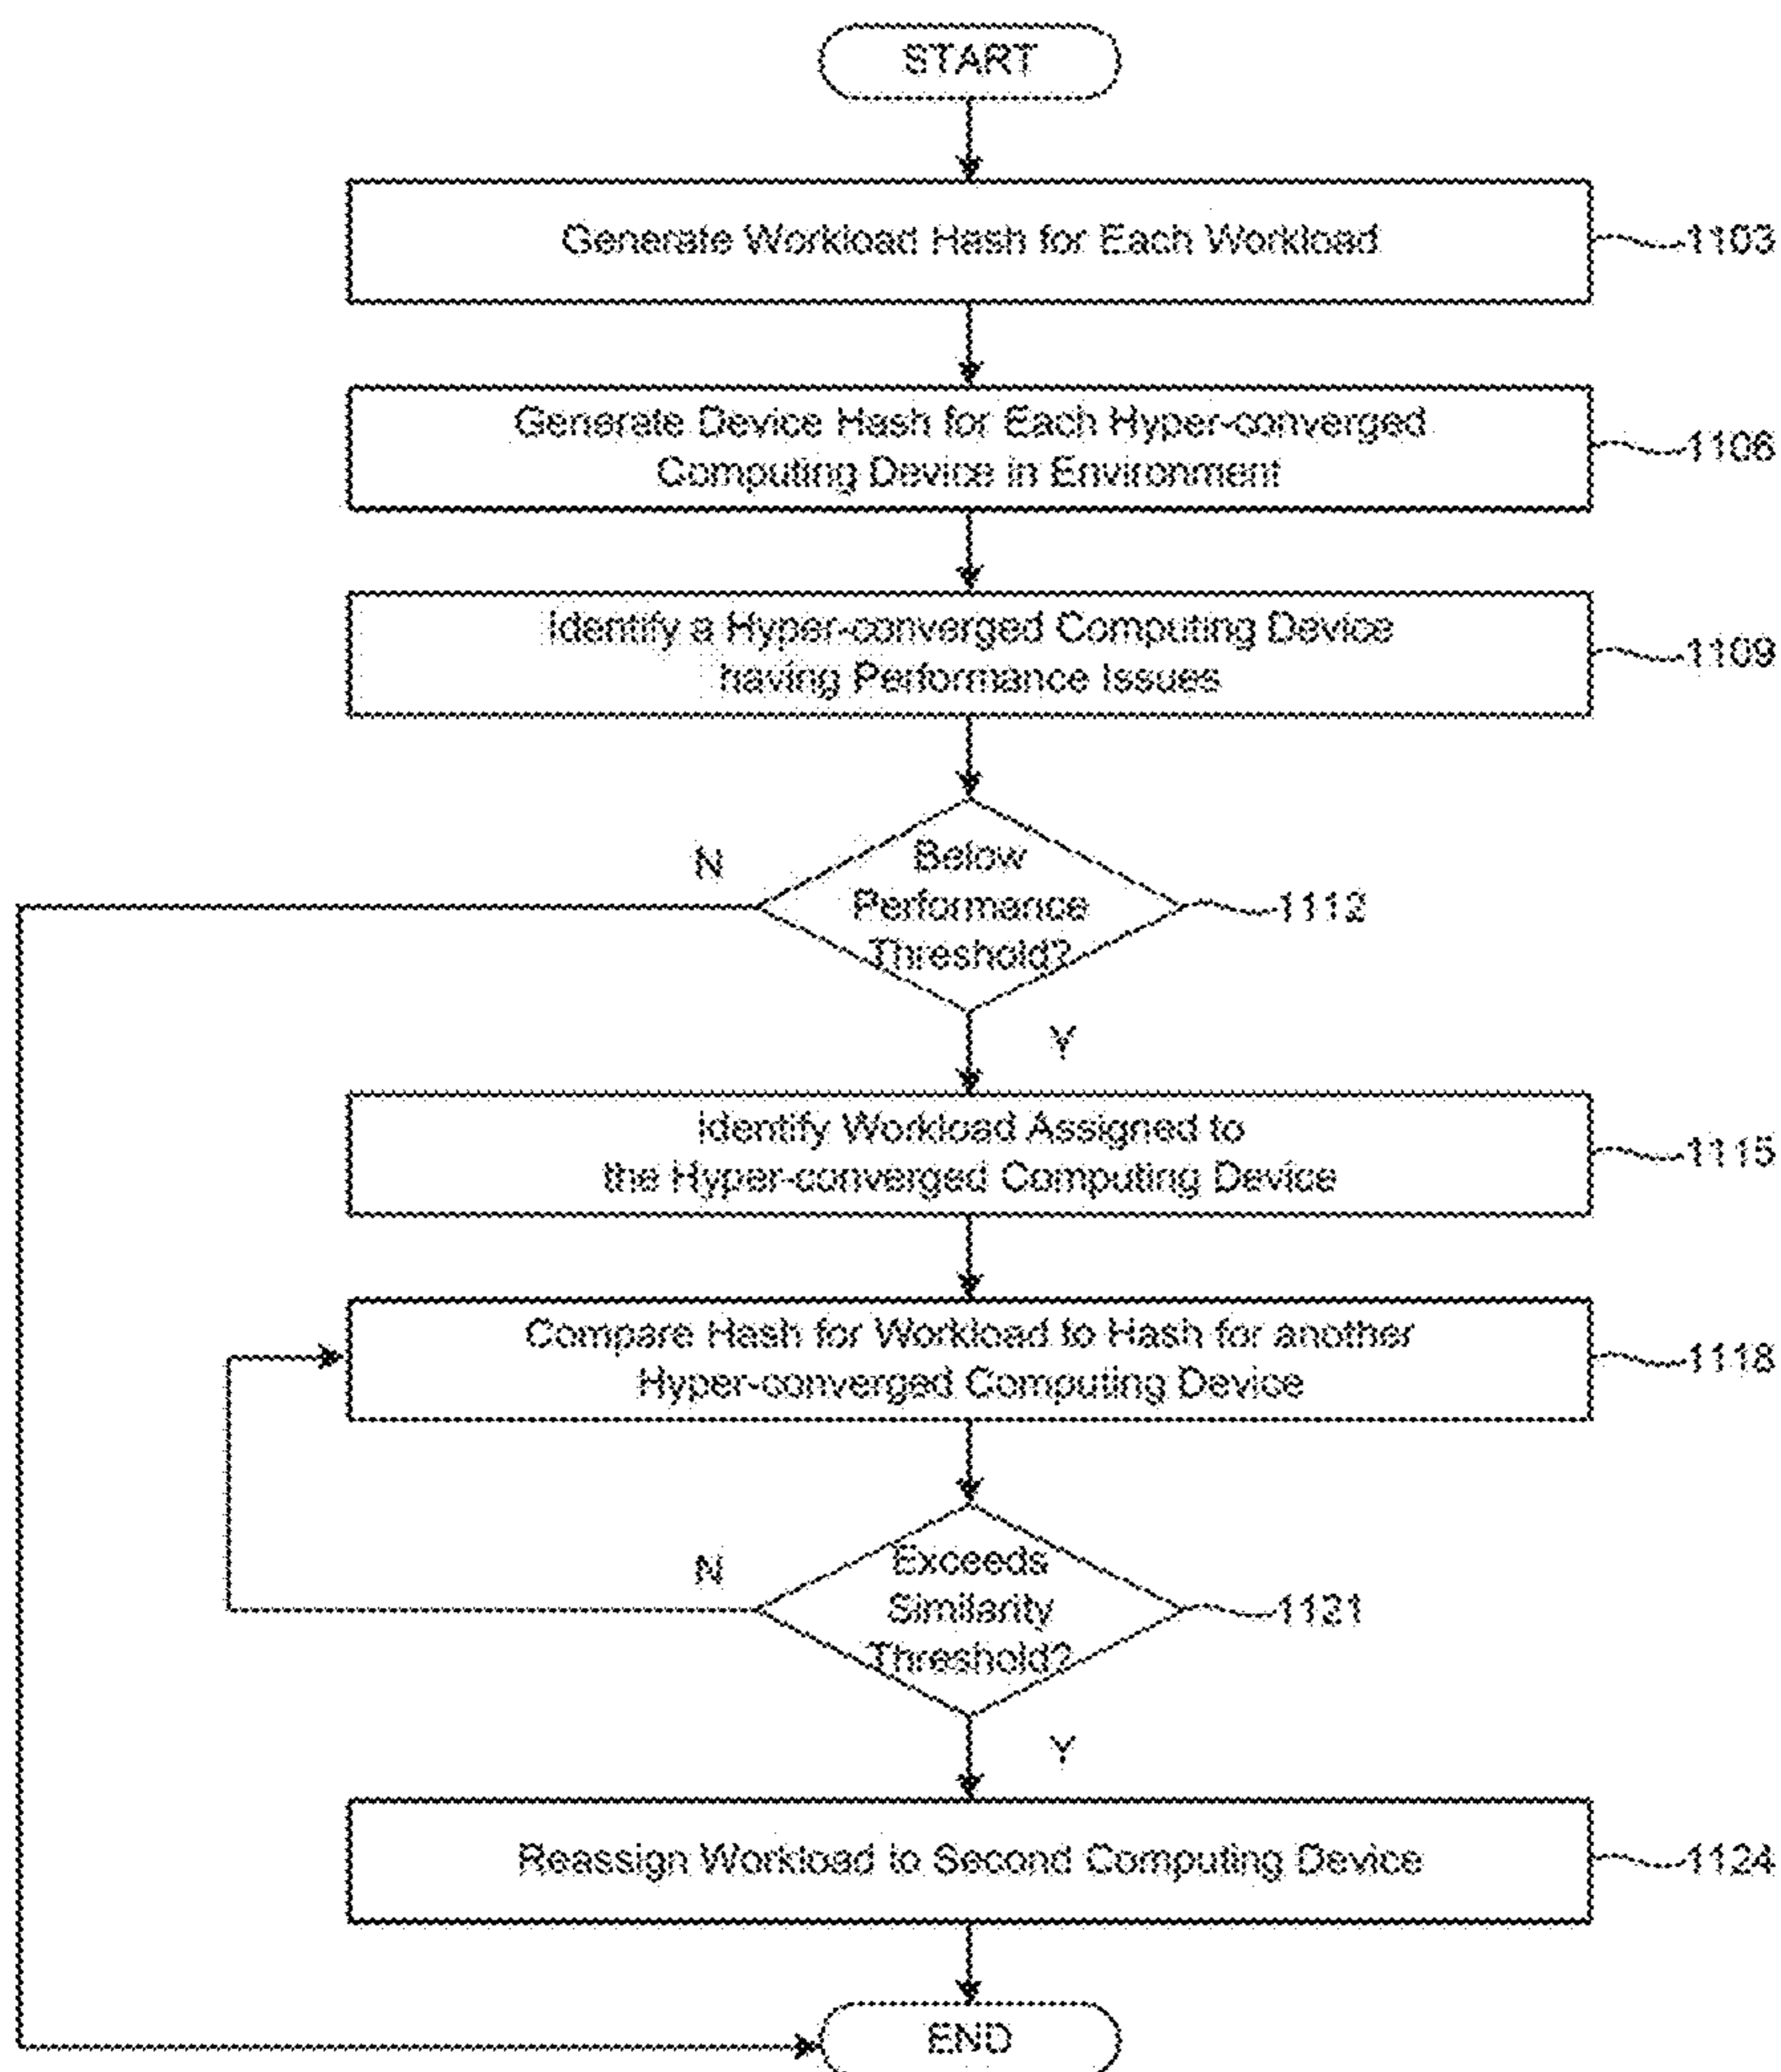 START
Generate Workload Hash for Each Workload
1103
Generate Device Hash for Each Hyper-converged
Computing Device in Environment
1106
Identify a Hyper-converged Computing Device
having Performance Issues
1109
N
Below
Performance
Threshold?
1112
Y
Identify Workload Assigned to
the Hyper-converged Computing Device
1115
Compare Hash for Workload to Hash for another
Hyper-converged Computing Device
1118
N
Exceeds
Similarity
Threshold?
1121
Y
Reassign Workload to Second Computing Device
1124
END